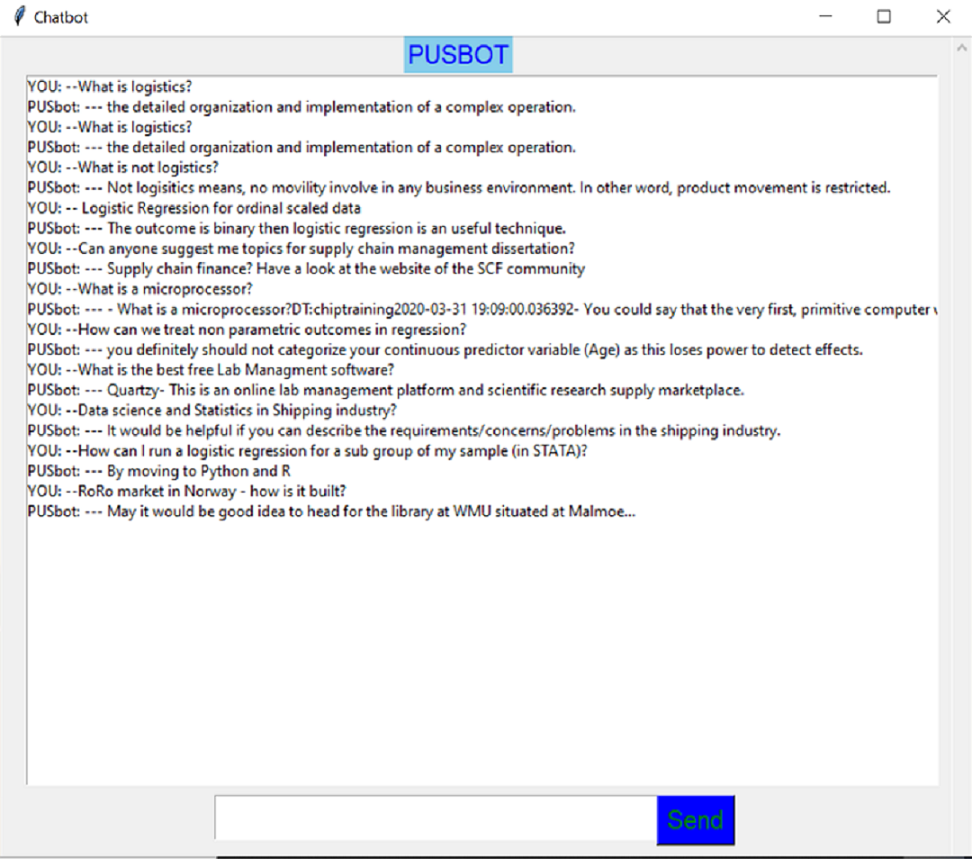 Chatbot
PUSBOT
YOU: --What is logistics?
PUSbot: --- the detailed organization and implementation of a complex operation.
YOU: --What is logistics?
PUSbot: --- the detailed organization and implementation of a complex operation.
YOU: --What is not logistics?
PUSbot: --- Not logisitics means, no movility involve in any business environment. In other word, product movement is restricted.
YOU: -- Logistic Regression for ordinal scaled data
PUSbot: --- The outcome is binary then logistic regression is an useful technique.
YOU: --Can anyone suggest me topics for supply chain management dissertation?
PUSbot: --- Supply chain finance? Have a look at the website of the SCF community
YOU: --What is a microprocessor?
PUSbot: --- - What is a microprocessor?DT:chiptraining2020-03-31 19:09:00.036392- You could say that the very first, primitive computer
YOU: --How can we treat non parametric outcomes in regression?
PUSbot: --- you definitely should not categorize your continuous predictor variable (Age) as this loses power to detect effects.
YOU: --What is the best free Lab Managment software?
PUSbot: --- Quartzy- This is an online lab management platform and scientific research supply marketplace.
YOU: --Data science and Statistics in Shipping industry?
PUSbot: --- It would be helpful if you can describe the requirements/concerns/problems in the shipping industry.
YOU: --How can I run a logistic regression for a sub group of my sample (in STATA)?
PUSbot: --- By moving to Python and R
YOU: --RoRo market in Norway - how is it built?
PUSbot: --- May it would be good idea to head for the library at WMU situated at Malmoe...
Send